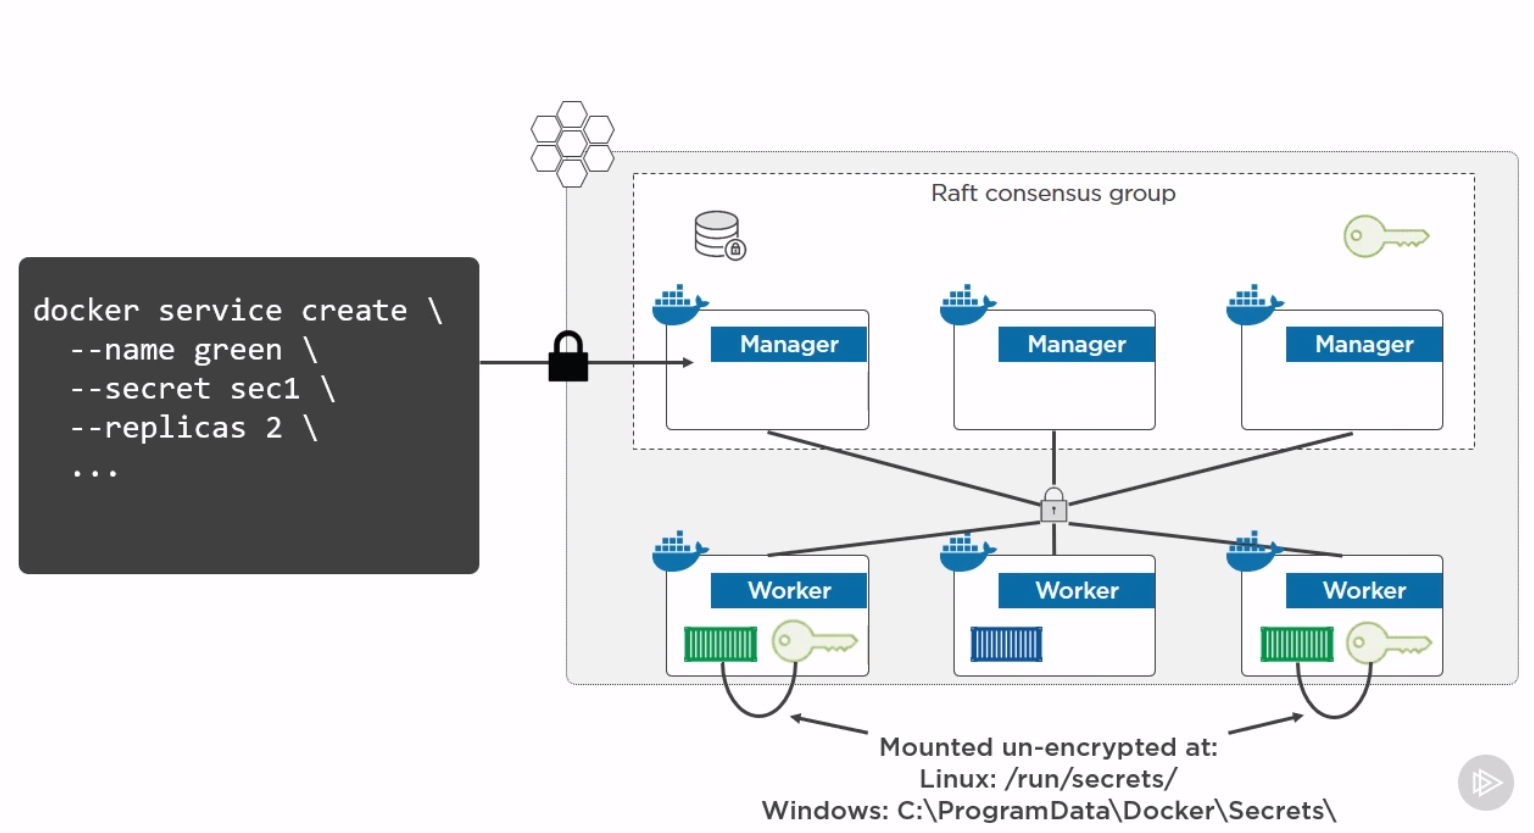 docker service create \
--name green \
--secret sec1 \
--replicas 2 \
...
Raft consensus group
Manager
Manager
Manager
Worker
Worker
Worker
Mounted un-encrypted at:
Linux: /run/secrets/
Windows: C:\ProgramData\Docker\Secrets\